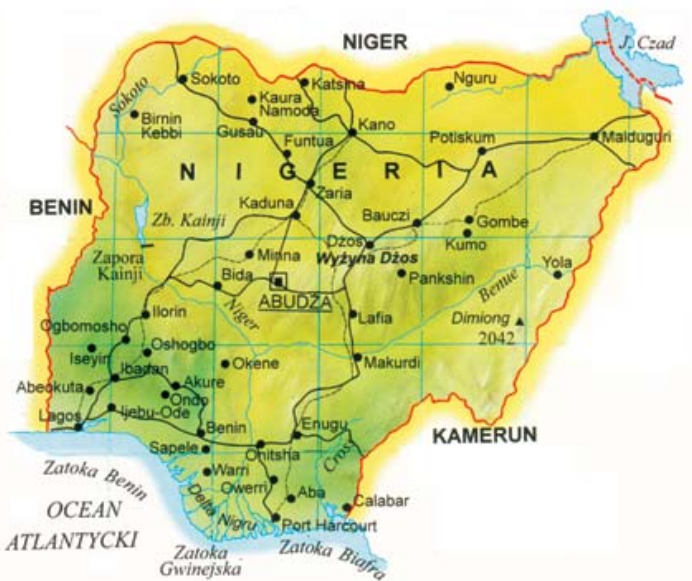 NIGER
J. Czad
Sokoto
Katsina
Nguru
Sokoto
Kaura
Namoda
Birnin
Kebbi
Gusau
Kano
Funtua
Potiskum
Maiduguri
NIGERIA
Zaria
BENIN
Kaduna
Zb. Kainji
Bauczi
Gombe
Kumo
Dżos
Wyżyna Dżos
Zapora
Kainji
Minna
Bida
ABUDŻA
Pankshin
Yola
Benue
Niger
Ilorin
Lafia
Dimlong
2042
Ogbomosho
Iseyin
Oshogbo
Okene
Makurdi
Ibadan
Abeokuta
Akure
Ondo
Lagos
Ijebu-Ode
Benin
Enugu
KAMERUN
Sapele
Onitsha
Cross
Zatoka Benin
Warri
Owerri
Aba
Calabar
Delta Nigru
Port Harcourt
OCEAN
ATLANTYCKI
Zatoka
Gwinejska
Zatoka Biafra